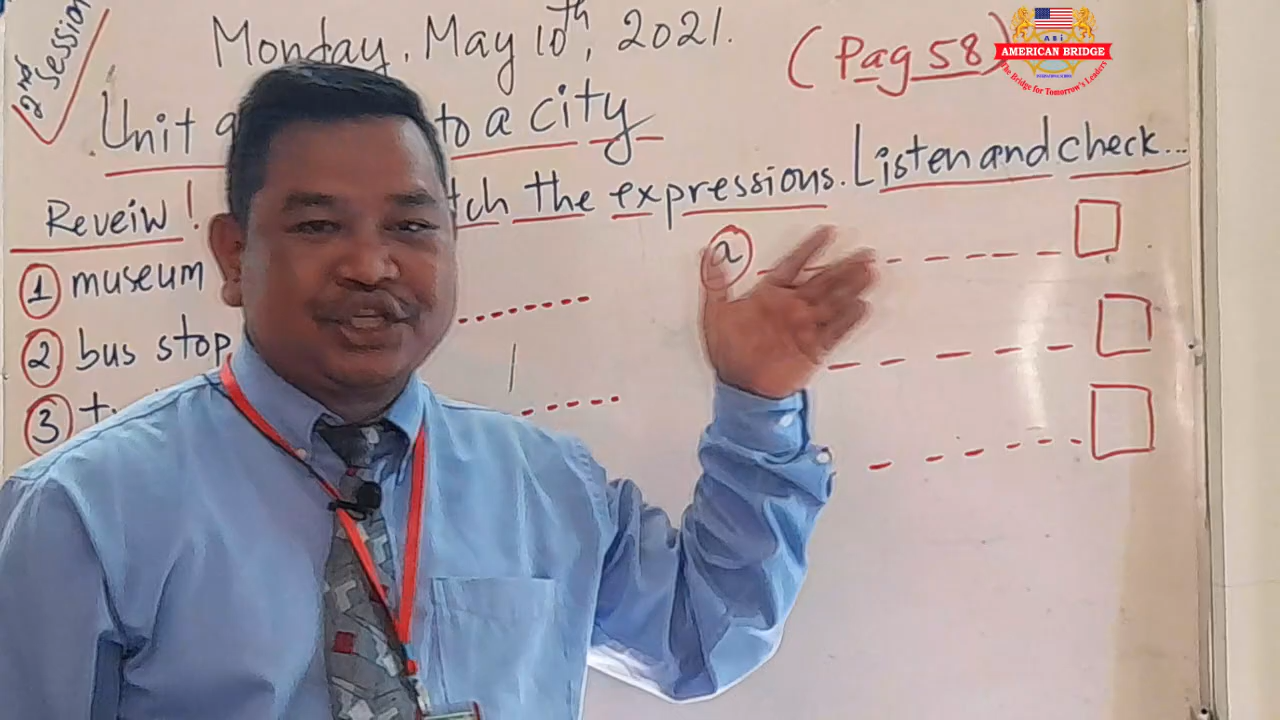 2nd Session
Monday, May 10th, 2021.
(Pag 58)
ABi
AMERICAN BRIDGE
The Bridge for Tomorrow's Leaders
Unit to a city
Reveiw! the expressions. Listen and check...
1 museum
a
2 bus stop
3